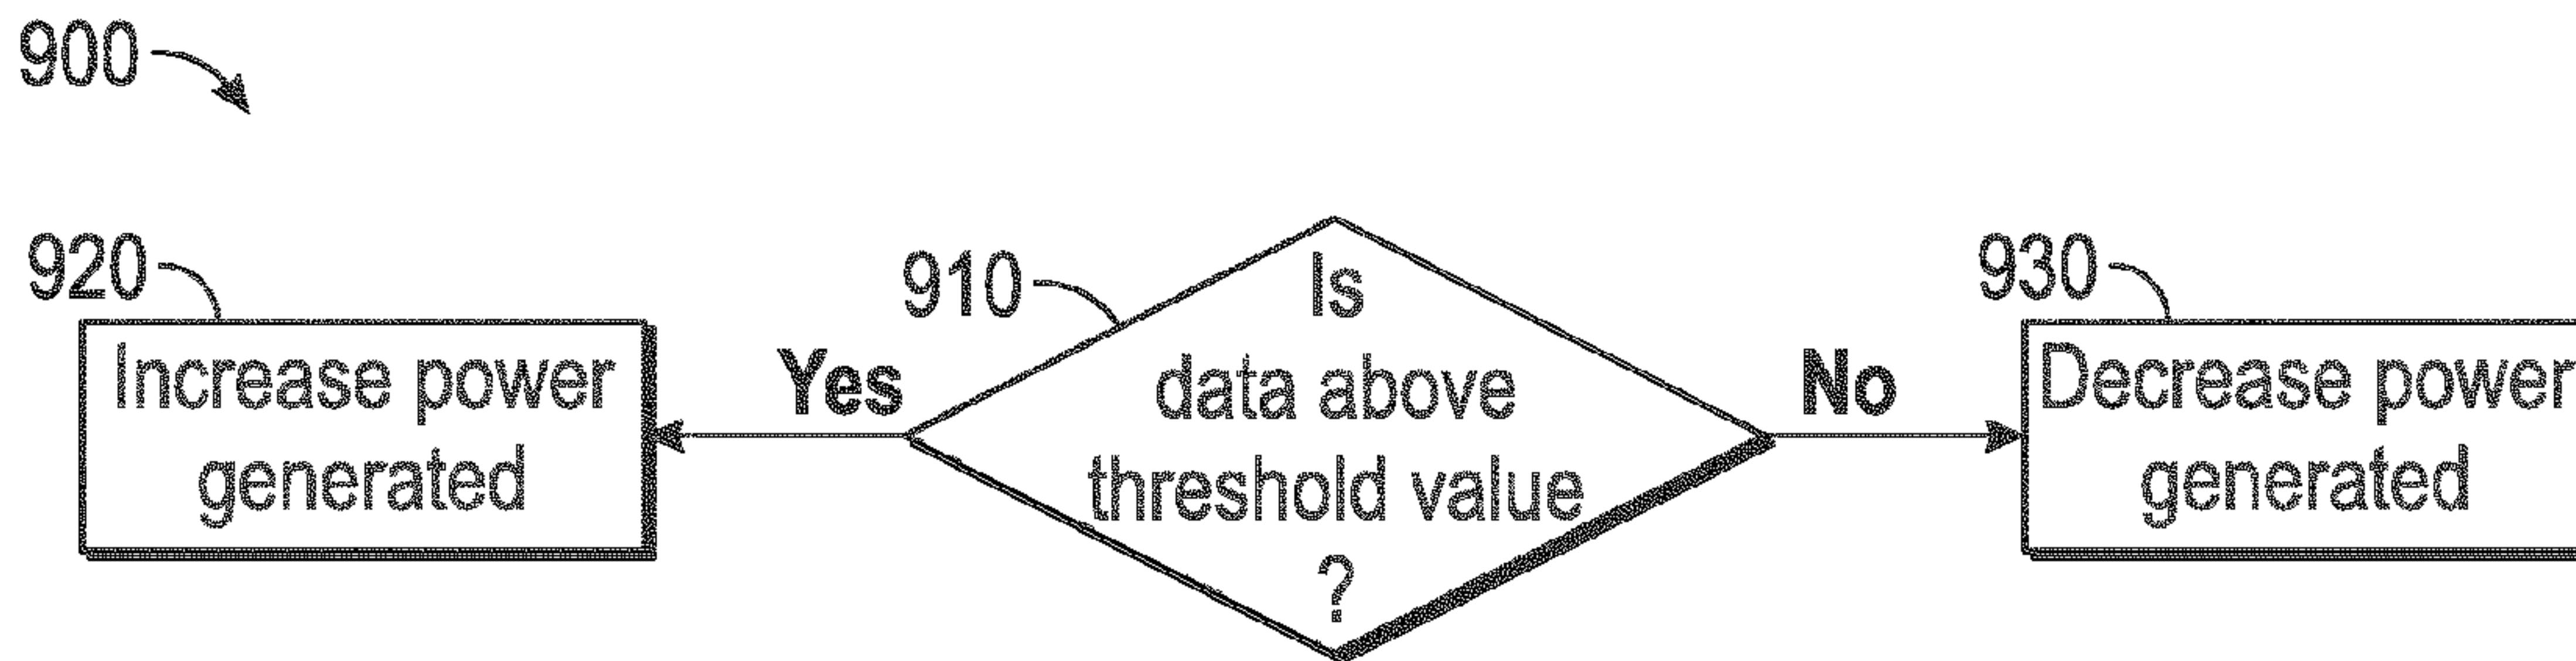 900
920
Increase power
generated
Yes
910
Is
data above
threshold value
?
No
930
Decrease power
generated